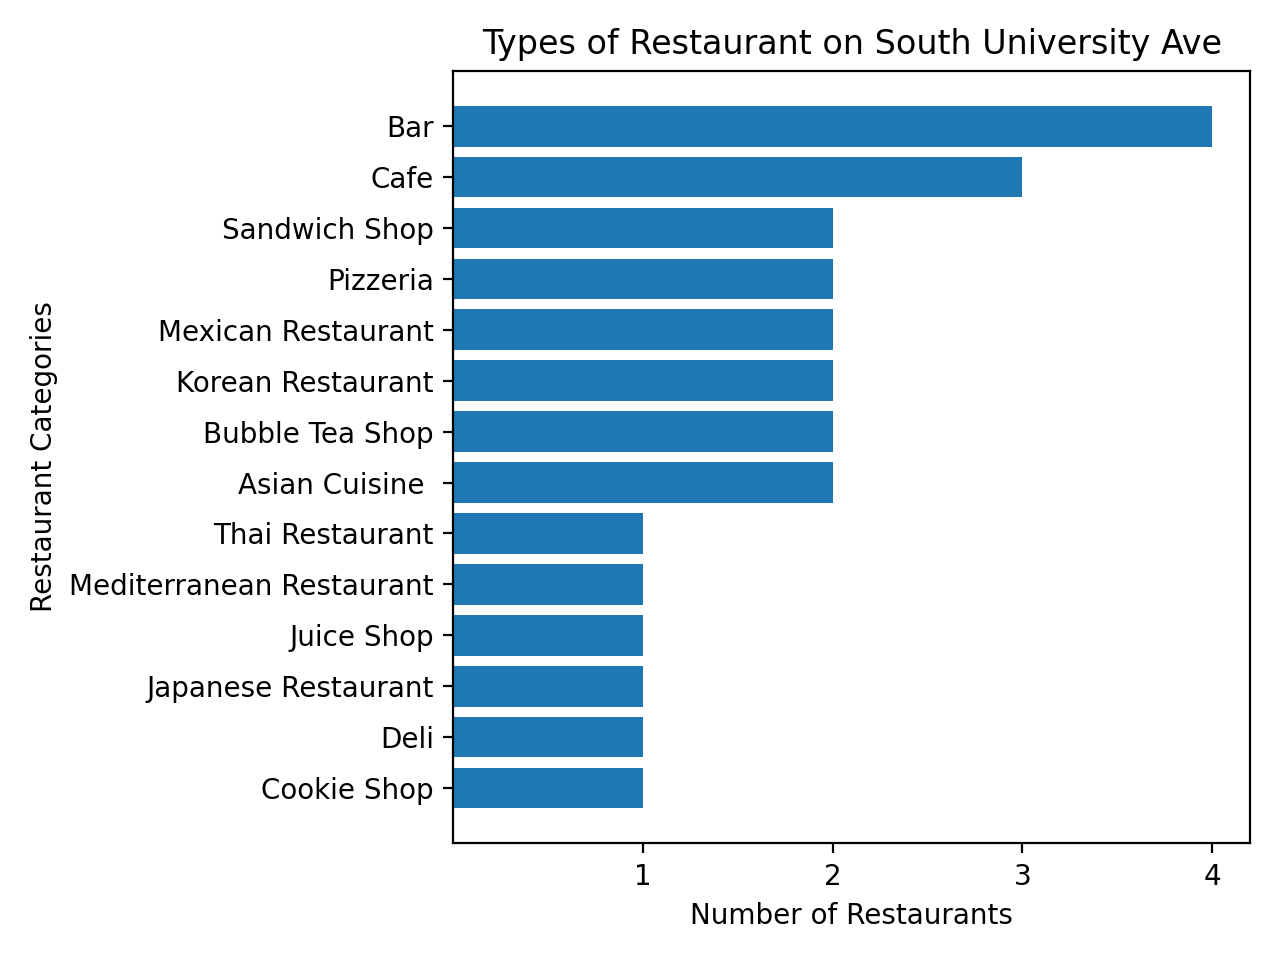 Types of Restaurant on South University Ave
Restaurant Categories
Bar
Cafe
Sandwich Shop
Pizzeria
Mexican Restaurant
Korean Restaurant
Bubble Tea Shop
Asian Cuisine
Thai Restaurant
Mediterranean Restaurant
Juice Shop
Japanese Restaurant
Deli
Cookie Shop
1 2 3 4
Number of Restaurants